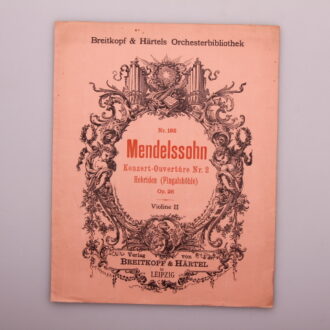 Breitkopf & Härtels Orchesterbibliothek
Nr. 186
Mendelssohn
Konzert-Ouvertüre Nr. 2
Hebriden (Fingalshöhle)
Op. 26
Violine II
Verlag von
BREITKOPF & HÄRTEL
in
LEIPZIG